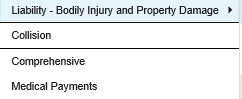 Liability - Bodily Injury and Property Damage
Collision
Comprehensive
Medical Payments